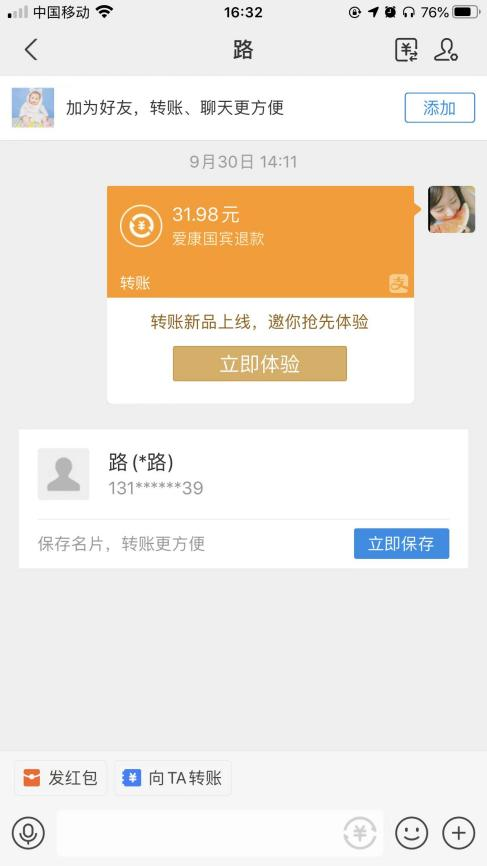 中国移动
16:32
76%
路
加为好友，转账、聊天更方便
添加
9月30日 14:11
31.98元
爱康国宾退款
转账
支
转账新品上线，邀你抢先体验
立即体验
路 (*路)
131******39
保存名片，转账更方便
立即保存
发红包
向TA转账